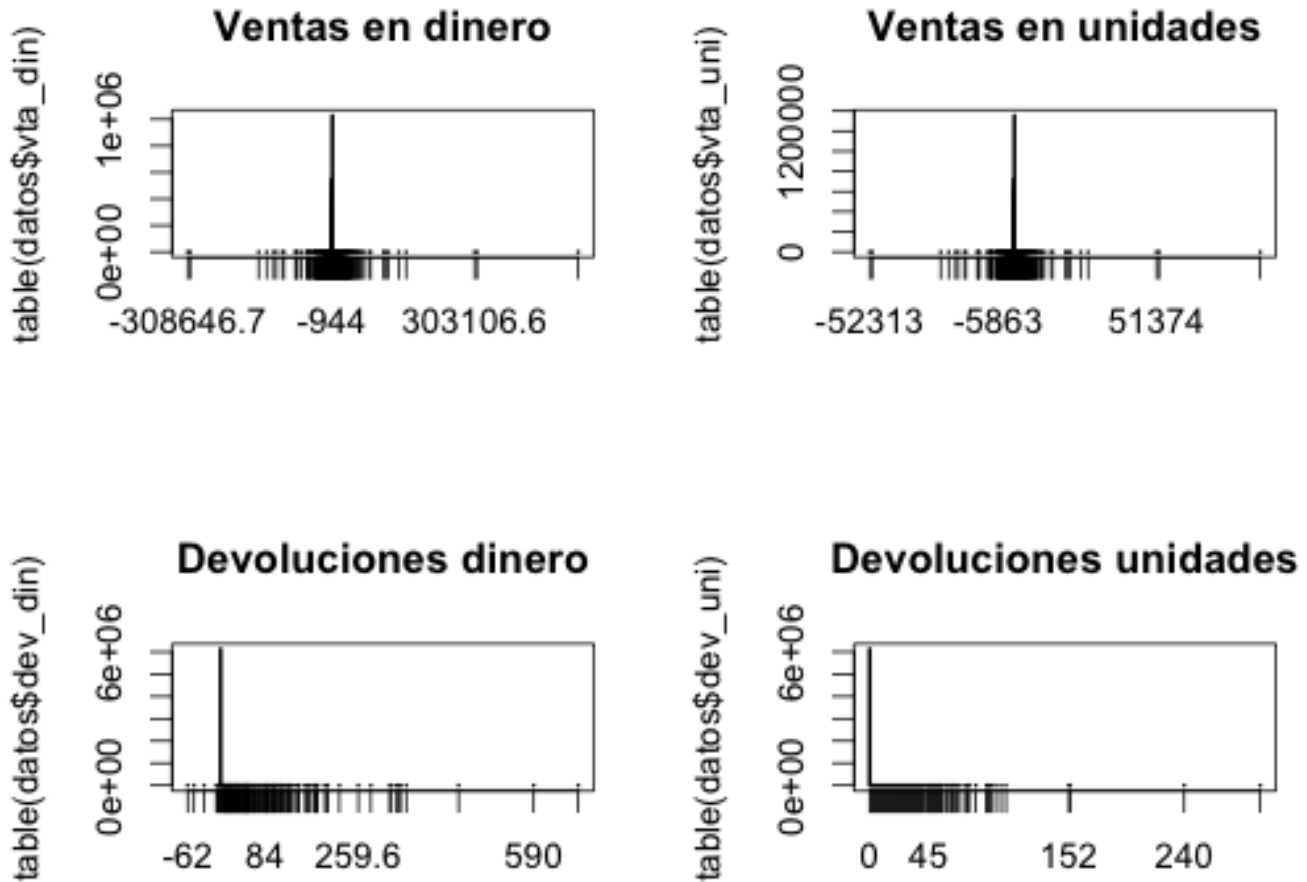 Ventas en dinero
table(datos$vta_din)
0e+00 1e+06
-308646.7 -944 303106.6
Ventas en unidades
table(datos$vta_uni)
0 1200000
-52313 -5863 51374
Devoluciones dinero
table(datos$dev_din)
0e+00 6e+06
-62 84 259.6 590
Devoluciones unidades
table(datos$dev_uni)
0e+00 6e+06
0 45 152 240